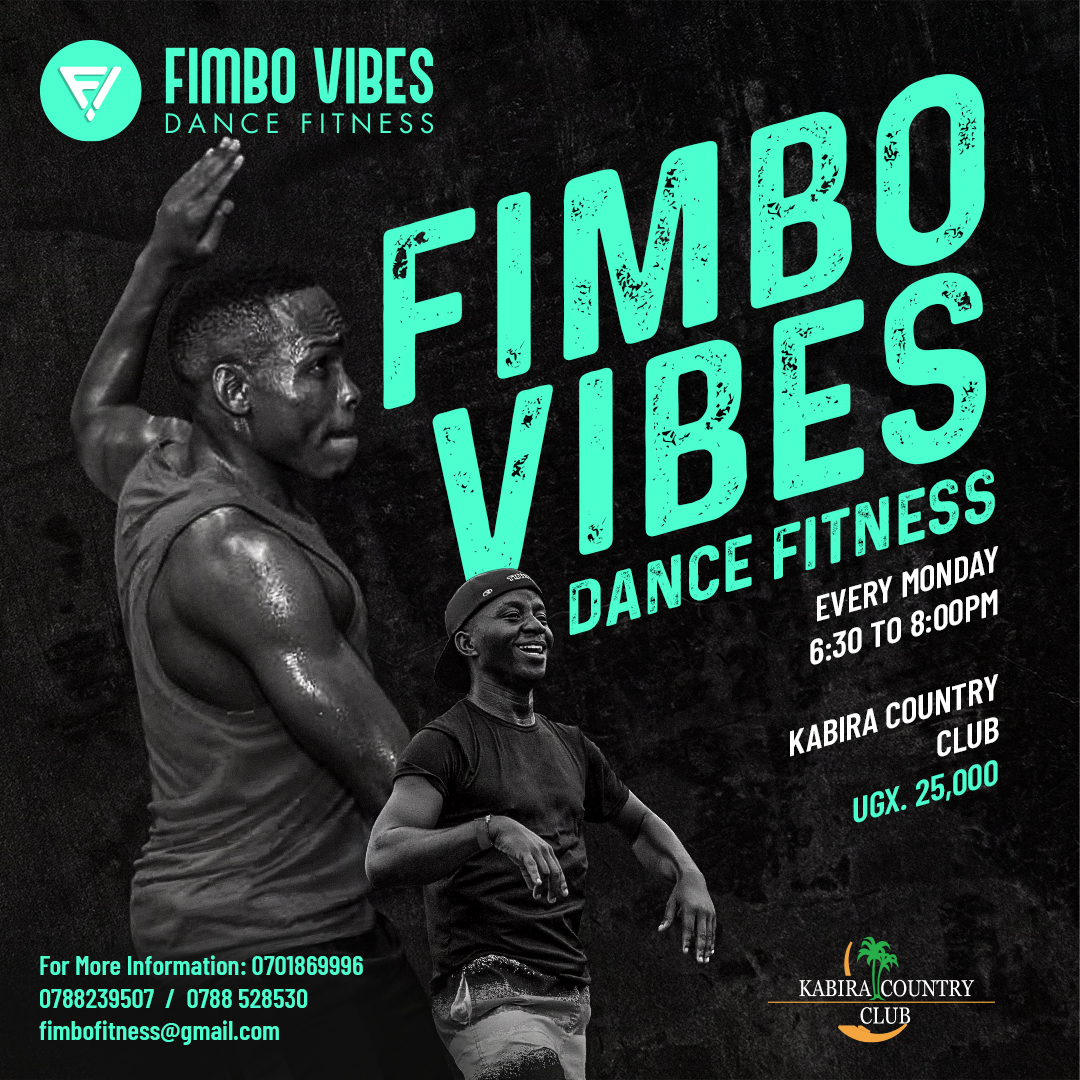 FIMBO VIBES
DANCE FITNESS
FIMBO
VIBES
DANCE FITNESS
EVERY MONDAY
6:30 TO 8:00PM
KABIRA COUNTRY
CLUB
UGX. 25,000
For More Information: 0701869996
0788239507 / 0788 528530
fimbofitness@gmail.com
KABIRA COUNTRY
CLUB